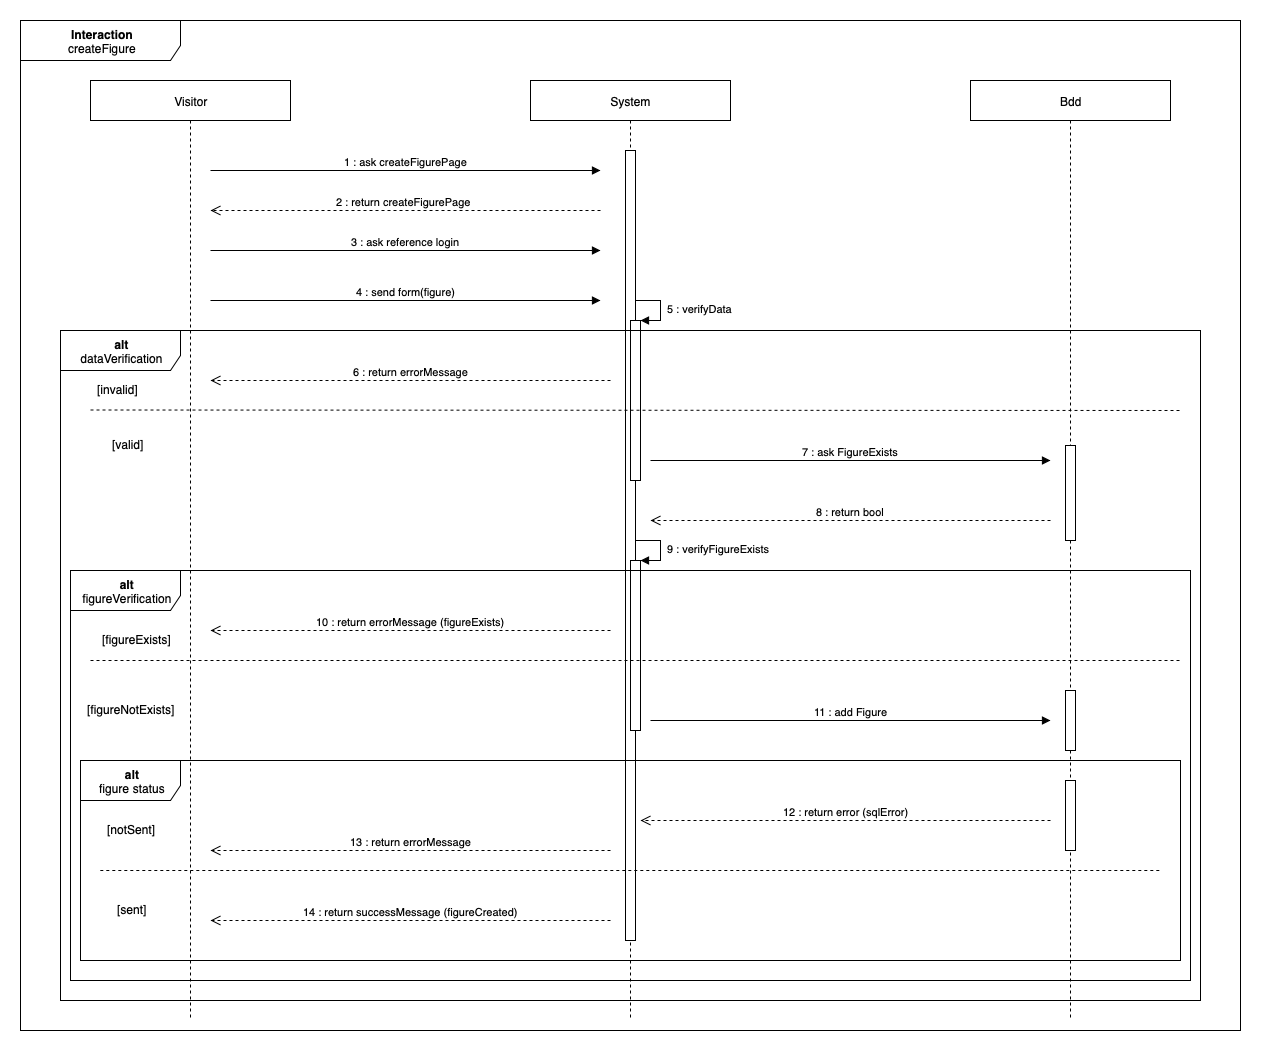 Interaction
createFigure
Visitor
System
Bdd
1 : ask createFigurePage
2 : return createFigurePage
3 : ask reference login
4 : send form(figure)
5 : verifyData
alt
dataVerification
6 : return errorMessage
[invalid]
[valid]
7 : ask FigureExists
8 : return bool
9 : verifyFigureExists
alt
figureVerification
10 : return errorMessage (figureExists)
[figureExists]
[figureNotExists]
11 : add Figure
alt
figure status
12 : return error (sqlError)
[notSent]
13 : return errorMessage
[sent]
14 : return successMessage (figureCreated)